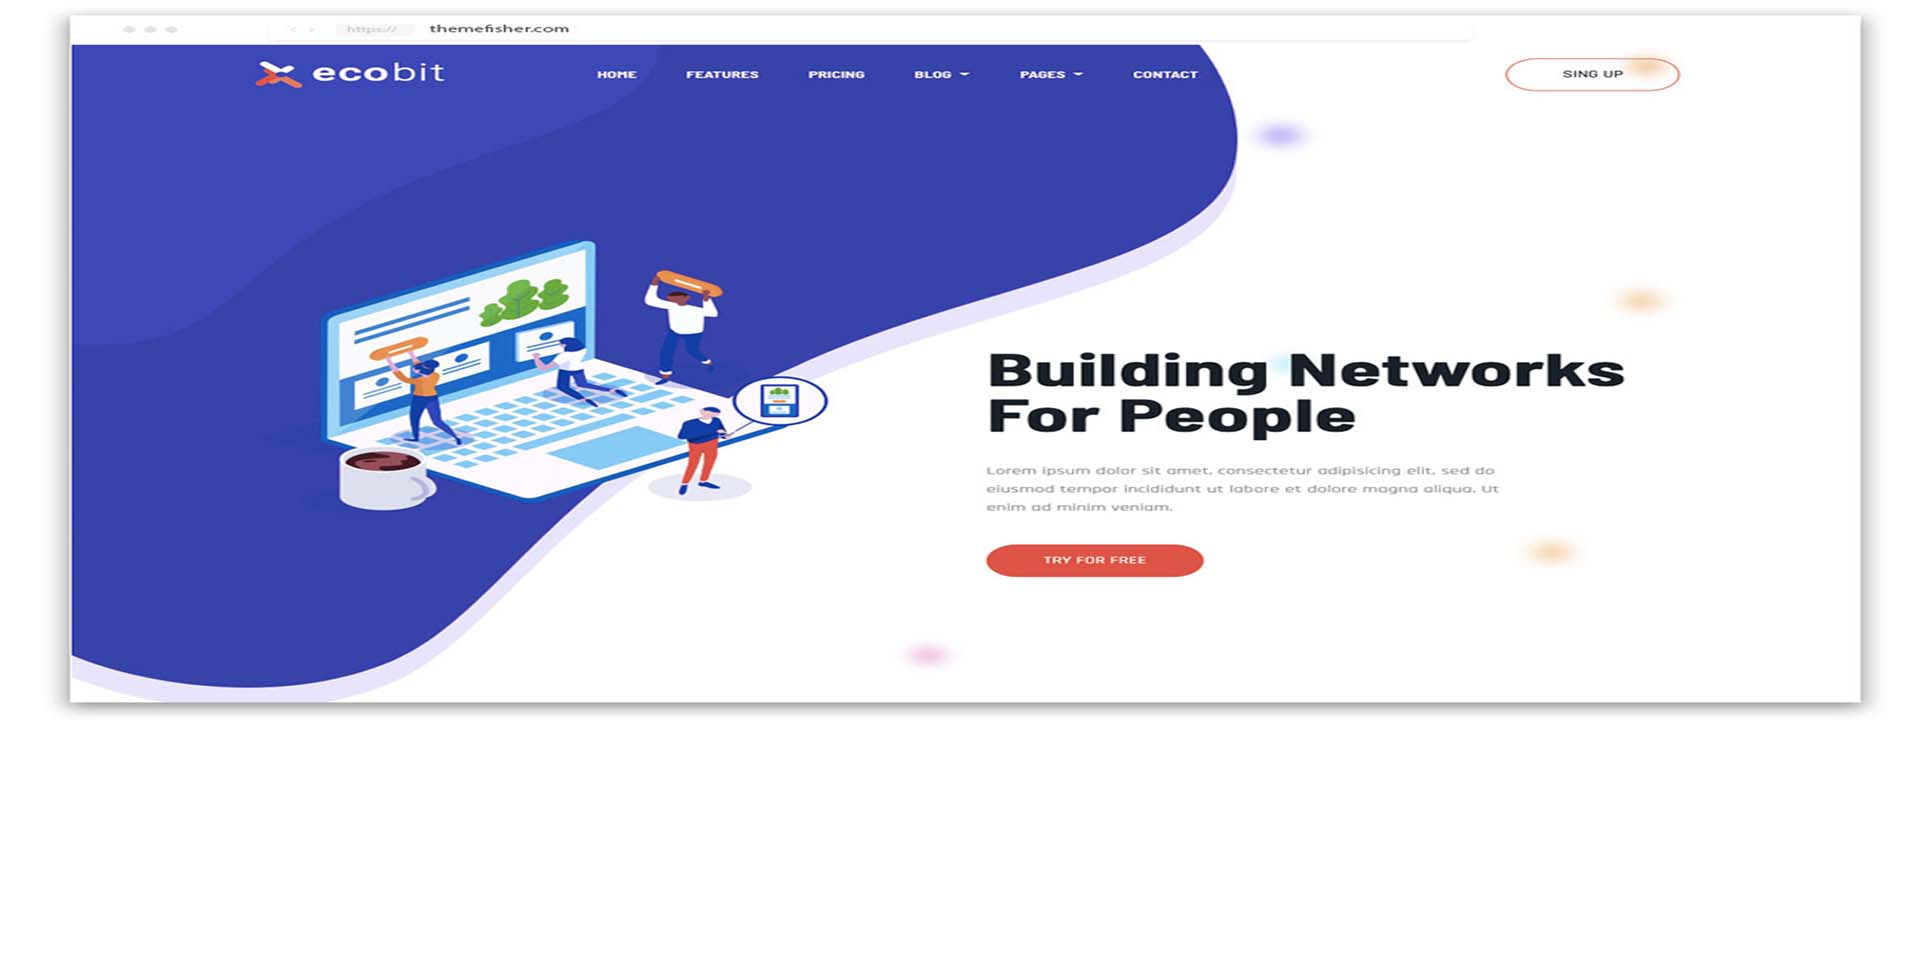 https:// themefisher.com
ecobit HOME FEATURES PRICING BLOG PAGES CONTACT SING UP
Building Networks
For People
Lorem ipsum dolor sit amet, consectetur adipisicing elit, sed do
eiusmod tempor incididunt ut labore et dolore magna aliqua. Ut
enim ad minim veniam.
TRY FOR FREE